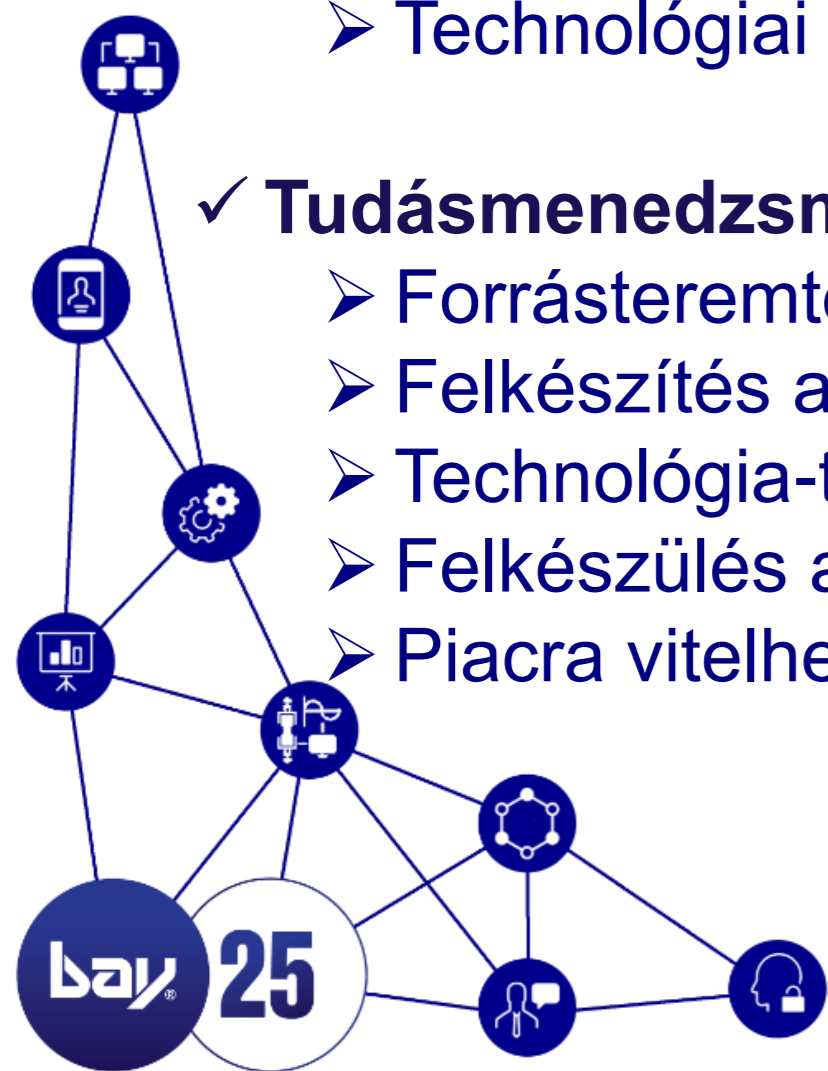 ➢ Technológiai
✓ Tudásmenedzsm
➢ Forrásteremt
➢ Felkészítés a
➢ Technológia-t
➢ Felkészülés a
➢ Piacra vitelhe
bay® 25